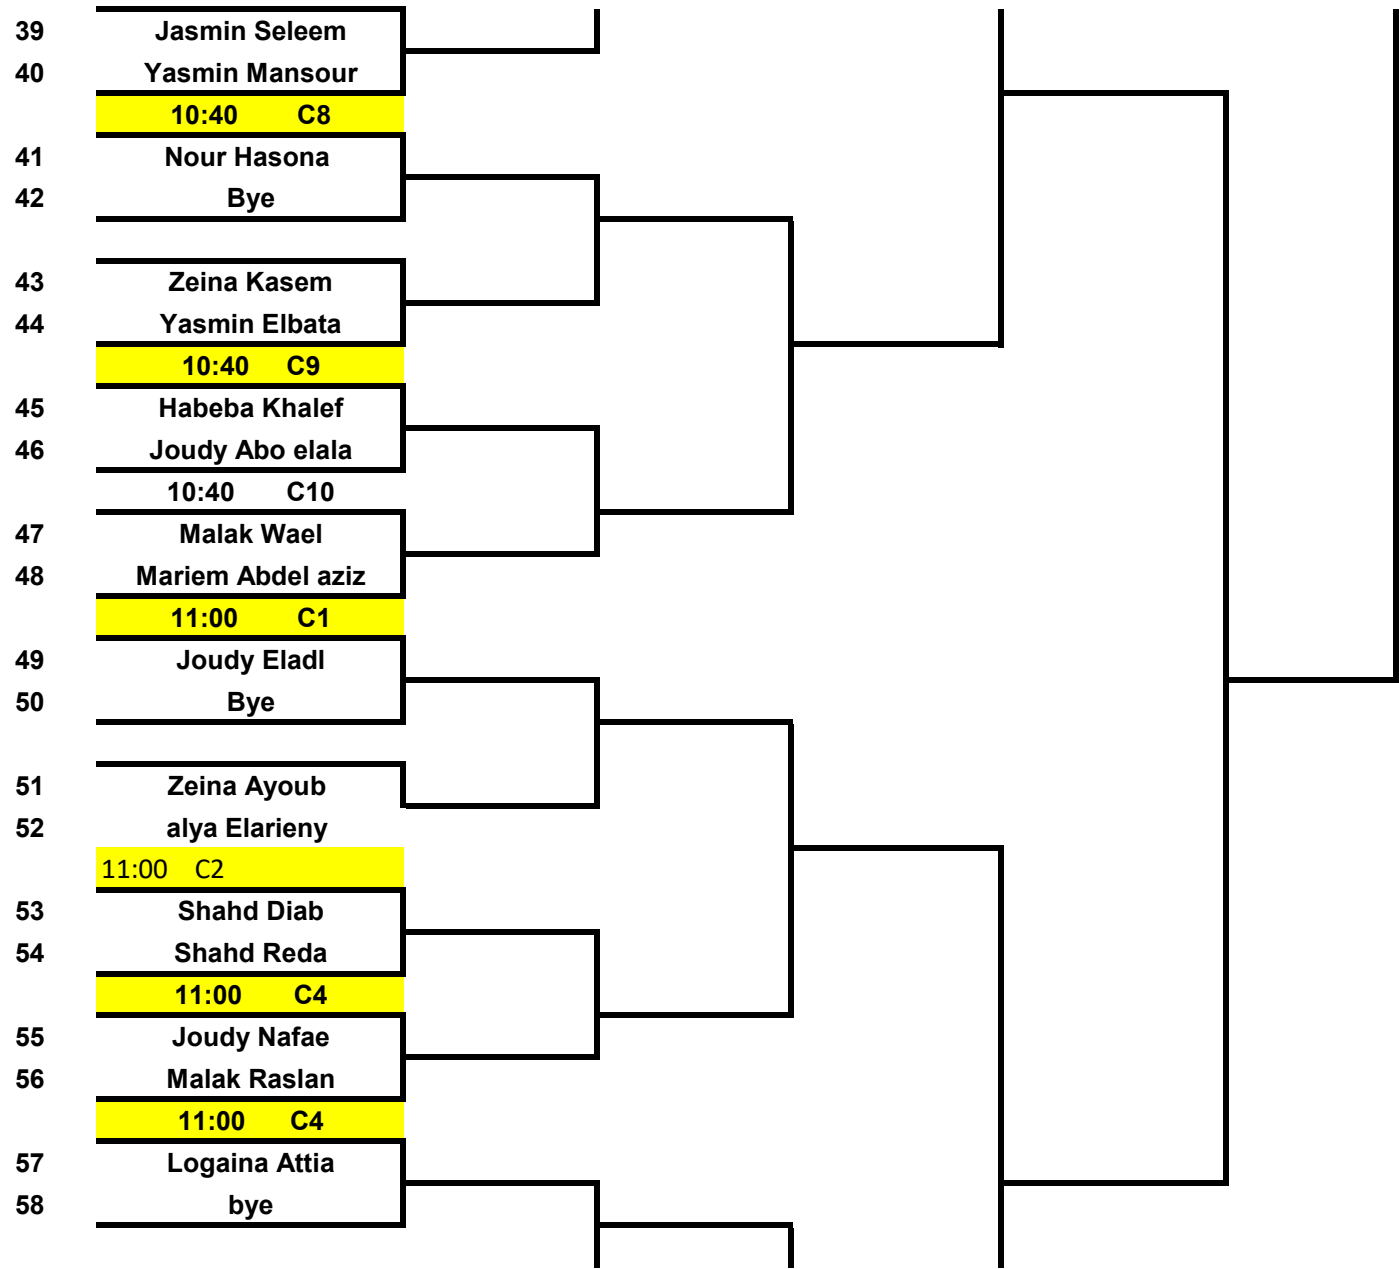 39 Jasmin Seleem
40 Yasmin Mansour
10:40 C8
41 Nour Hasona
42 Bye
43 Zeina Kasem
44 Yasmin Elbata
10:40 C9
45 Habeba Khalef
46 Joudy Abo elala
10:40 C10
47 Malak Wael
48 Mariem Abdel aziz
11:00 C1
49 Joudy Eladl
50 Bye
51 Zeina Ayoub
52 alya Elarieny
11:00 C2
53 Shahd Diab
54 Shahd Reda
11:00 C4
55 Joudy Nafae
56 Malak Raslan
11:00 C4
57 Logaina Attia
58 bye